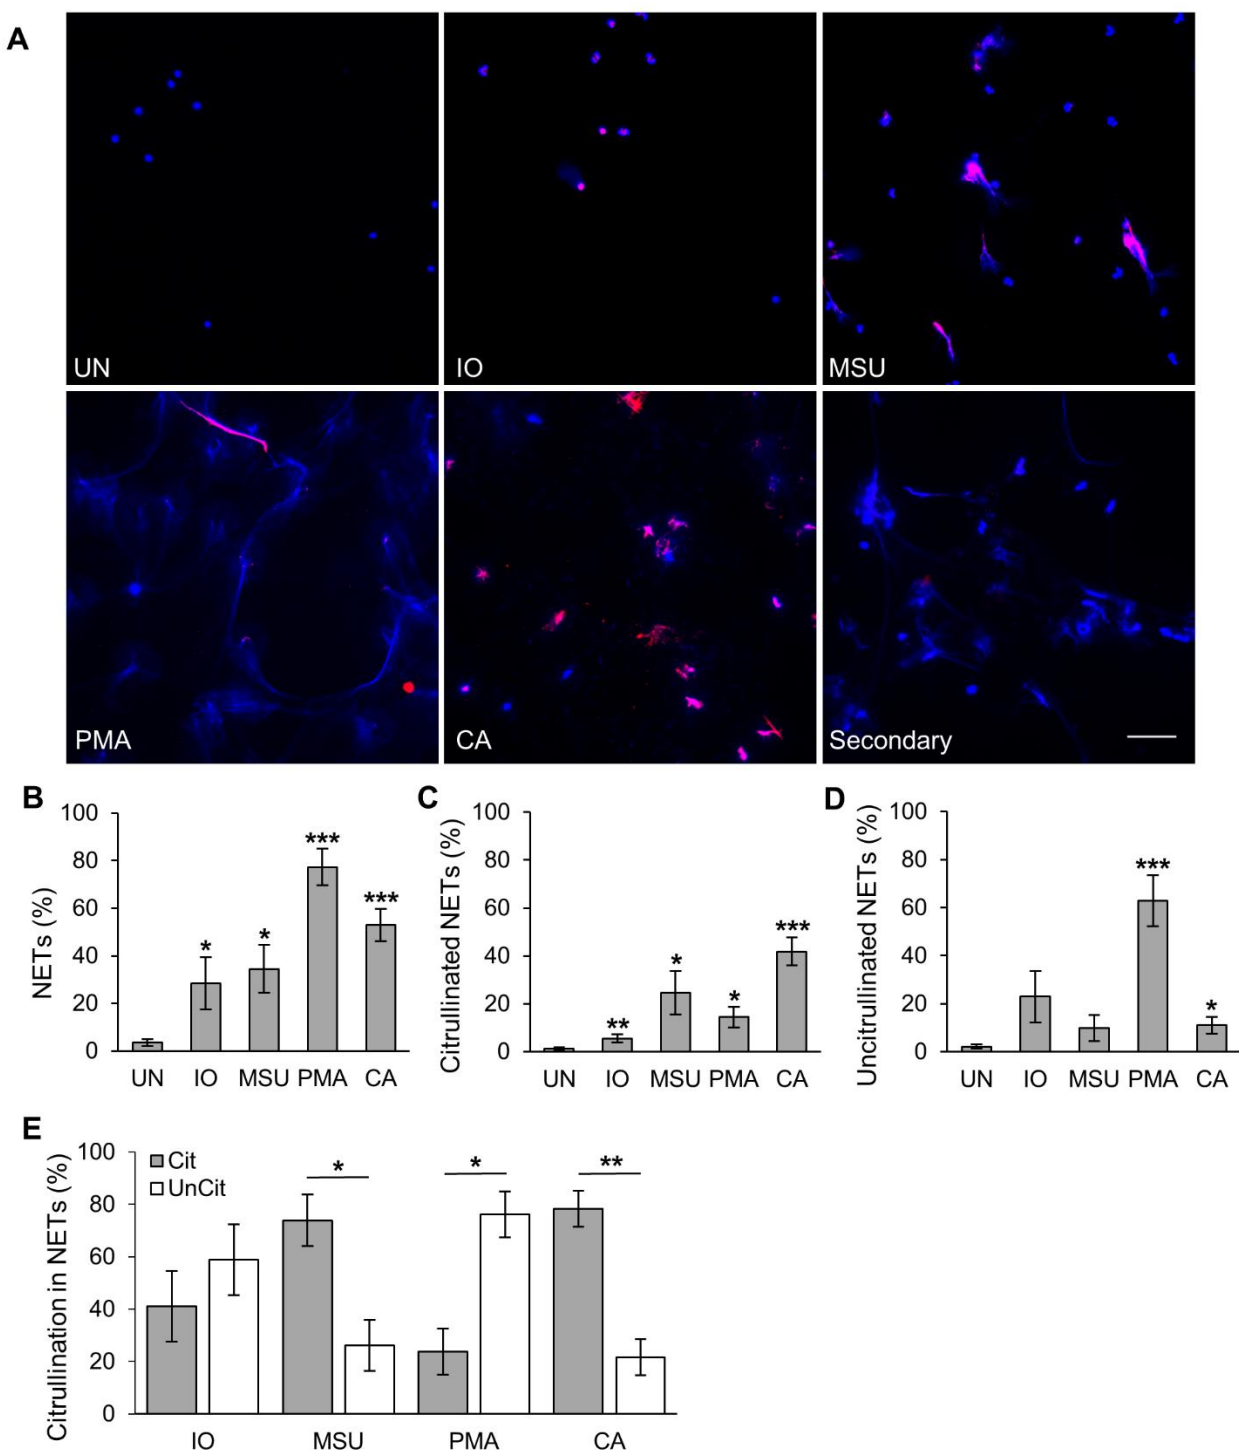 A
UN
IO
MSU
PMA
CA
Secondary
B
NETs (%)
100
80
60
40
20
0
*
*
***
***
UN IO MSU PMA CA
C
Citrullinated NETs (%)
100
80
60
40
20
0
**
*
*
***
UN IO MSU PMA CA
D
Uncitrullinated NETs (%)
100
80
60
40
20
0
***
*
UN IO MSU PMA CA
E
Citrullination in NETs (%)
100
80
60
40
20
0
Cit
UnCit
*
*
**
IO MSU PMA CA